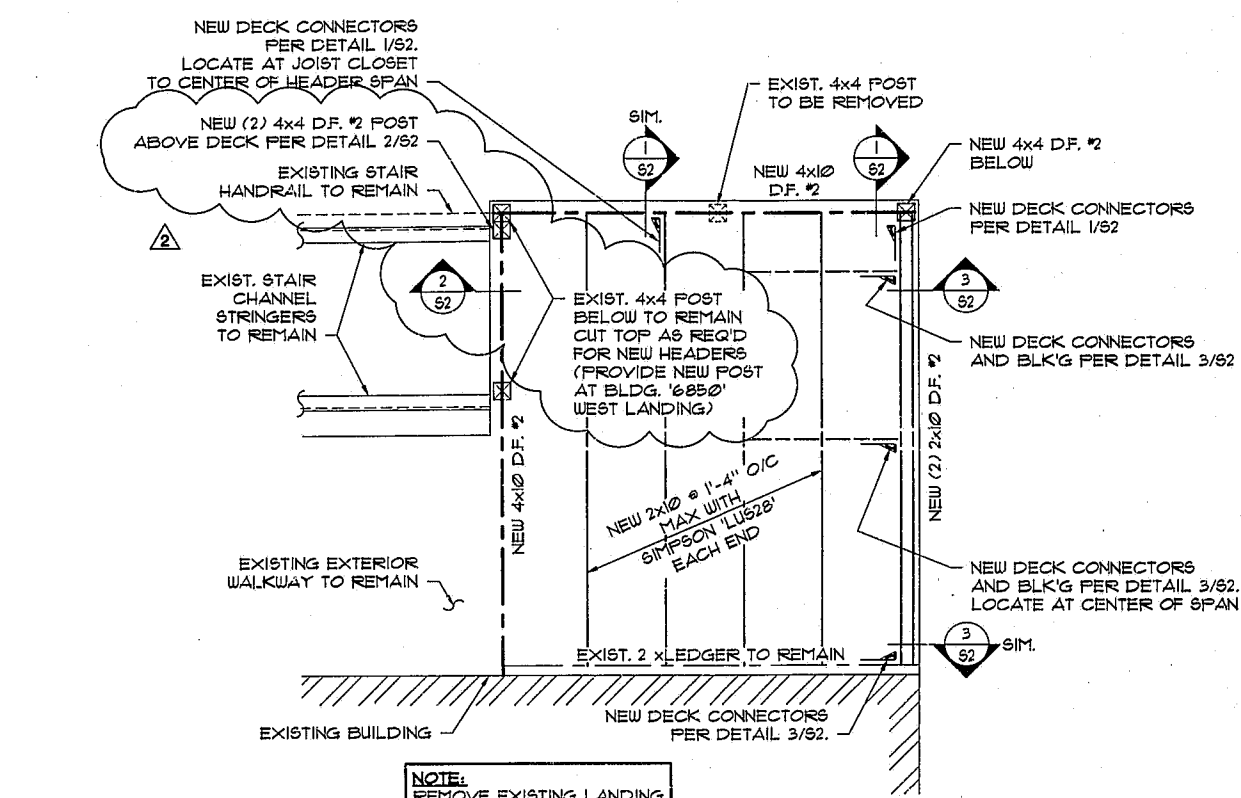 NEW DECK CONNECTORS
PER DETAIL 1/S2.
LOCATE AT JOIST CLOSET
TO CENTER OF HEADER SPAN
NEW (2) 4x4 D.F. #2 POST
ABOVE DECK PER DETAIL 2/S2
EXISTING STAIR
HANDRAIL TO REMAIN
2
EXIST. STAIR
CHANNEL
STRINGERS
TO REMAIN
2
S2
SIM.
1
S2
EXIST. 4x4 POST
TO BE REMOVED
NEW 4x10
D.F. #2
1
S2
NEW 4x4 D.F. #2
BELOW
NEW DECK CONNECTORS
PER DETAIL 1/S2
3
S2
NEW DECK CONNECTORS
AND BLK'G PER DETAIL 3/S2
EXIST. 4x4 POST
BELOW TO REMAIN
CUT TOP AS REQ'D
FOR NEW HEADERS
(PROVIDE NEW POST
AT BLDG. '6850'
WEST LANDING)
NEW 4x10 D.F. #2
NEW (2) 2x10 D.F. #2
NEW 2x10 @ 1'-4" O/C
MAX WITH
SIMPSON 'LUS28'
EACH END
EXISTING EXTERIOR
WALKWAY TO REMAIN
NEW DECK CONNECTORS
AND BLK'G PER DETAIL 3/S2.
LOCATE AT CENTER OF SPAN
3
S2
SIM.
EXIST. 2 x LEDGER TO REMAIN
NEW DECK CONNECTORS
PER DETAIL 3/S2.
EXISTING BUILDING
NOTE:
REMOVE EXISTING LANDING